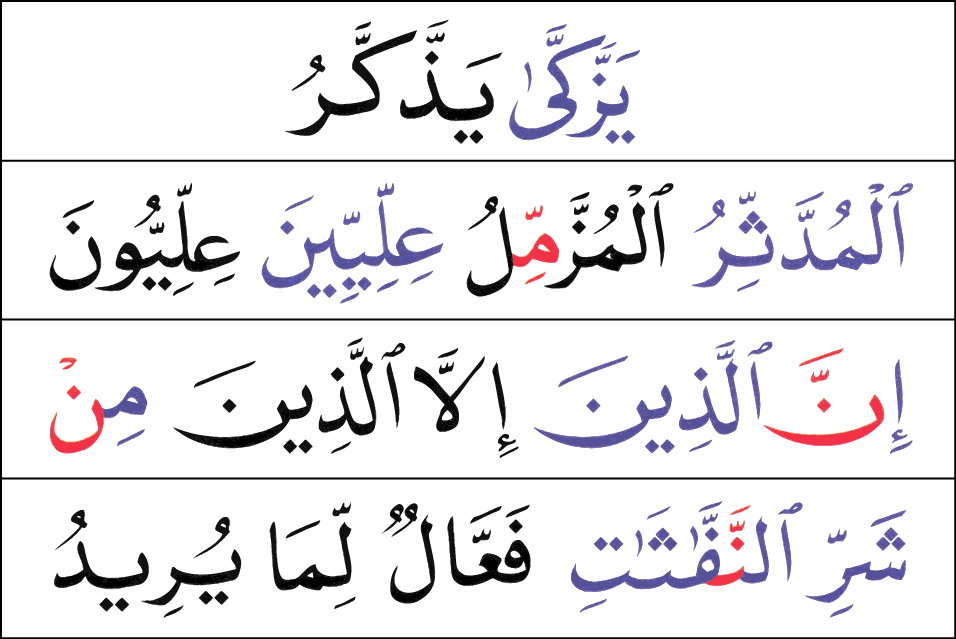 يَزَّكَّىٰ يَذَّكَّرُ
ٱلْمُدَّثِّرُ ٱلْمُزَّمِّلُ عِلِّيِّينَ عِلِّيُّونَ
إِنَّ ٱلَّذِينَ إِلَّا ٱلَّذِينَ مِنْ
شَرِّ ٱلنَّفَّٰثَٰتِ فَعَّالٌ لِّمَا يُرِيدُ